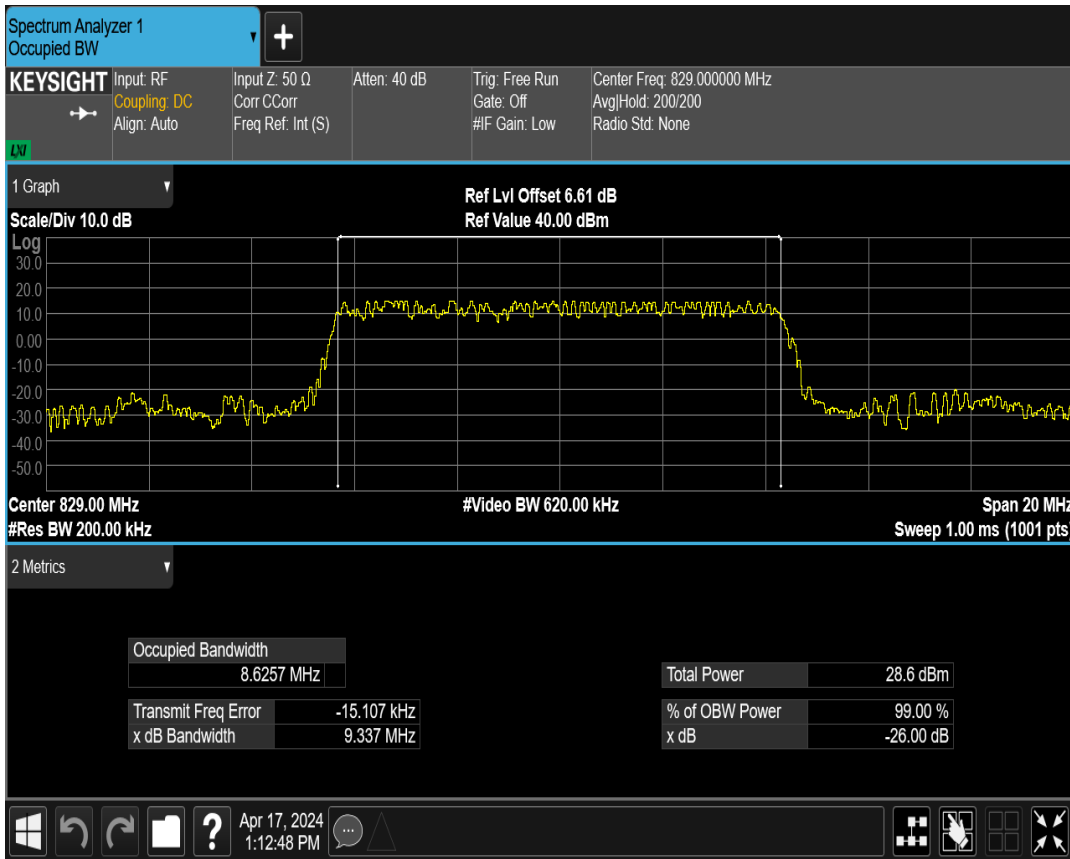 Spectrum Analyzer 1
Occupied BW
+
KEYSIGHT
LXI
Input: RF
Coupling: DC
Align: Auto
Input Z: 50 Ω
Corr CCorr
Freq Ref: Int (S)
Atten: 40 dB
Trig: Free Run
Gate: Off
#IF Gain: Low
Center Freq: 829.000000 MHz
Avg|Hold: 200/200
Radio Std: None
1 Graph
Scale/Div 10.0 dB
Ref Lvl Offset 6.61 dB
Ref Value 40.00 dBm
Log
30.0
20.0
10.0
0.00
-10.0
-20.0
-30.0
-40.0
-50.0
Center 829.00 MHz
#Video BW 620.00 kHz
Span 20 MHz
#Res BW 200.00 kHz
Sweep 1.00 ms (1001 pts)
2 Metrics
Occupied Bandwidth
8.6257 MHz
Transmit Freq Error -15.107 kHz
x dB Bandwidth 9.337 MHz
Total Power 28.6 dBm
% of OBW Power 99.00 %
x dB -26.00 dB
?
Apr 17, 2024
1:12:48 PM